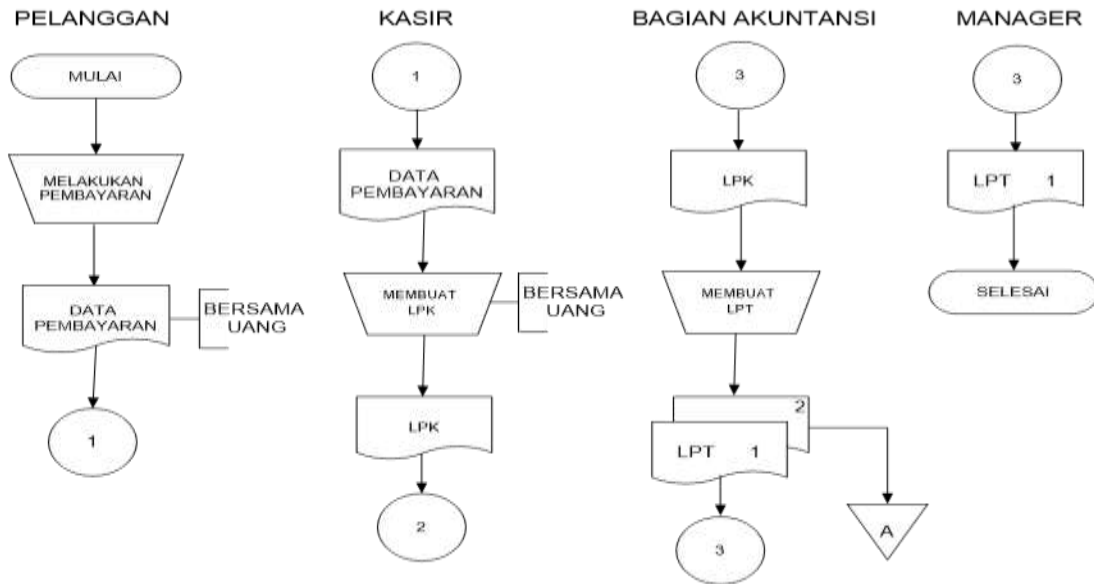 PELANGGAN
MULAI
MELAKUKAN
PEMBAYARAN
DATA
PEMBAYARAN
BERSAMA
UANG
1
KASIR
1
DATA
PEMBAYARAN
MEMBUAT
LPK
BERSAMA
UANG
LPK
2
BAGIAN AKUNTANSI
3
LPK
MEMBUAT
LPT
2
LPT 1
3
A
MANAGER
3
LPT 1
SELESAI